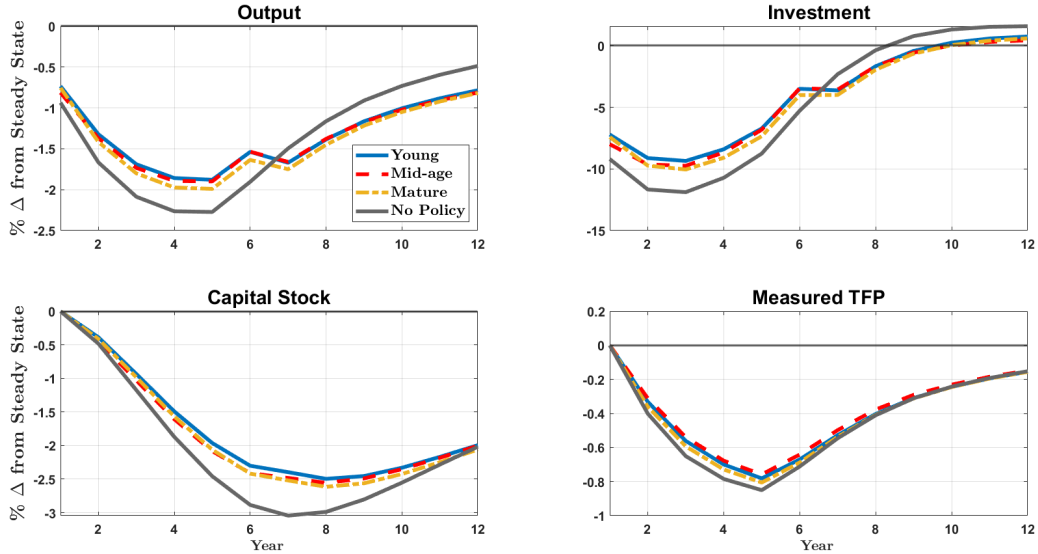 Output
% Δ from Steady State
0
-0.5
-1
-1.5
-2
-2.5
2 4 6 8 10 12
Young
Mid-age
Mature
No Policy
Investment
0
-5
-10
-15
2 4 6 8 10 12
Capital Stock
% Δ from Steady State
0
-0.5
-1
-1.5
-2
-2.5
-3
2 4 6 8 10 12
Year
Measured TFP
0.2
0
-0.2
-0.4
-0.6
-0.8
-1
2 4 6 8 10 12
Year